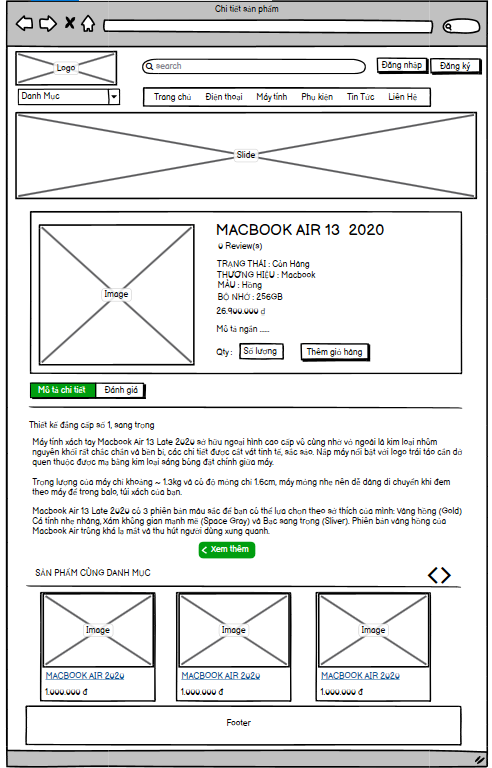 Chi tiết sản phẩm
Logo
search
Đăng nhập
Đăng ký
Danh Mục
Trang chủ Điện thoại Máy tính Phụ kiện Tin Tức Liên Hệ
Slide
Image
MACBOOK AIR 13 2020
0 Review(s)
TRẠNG THÁI : Còn Hàng
THƯƠNG HIỆU : Macbook
MÀU : Hồng
BỘ NHỚ : 256GB
26.900.000 đ
Mô tả ngắn .....
Qty : Số lượng Thêm giỏ hàng
Mô tả chi tiết Đánh giá
Thiết kế đẳng cấp số 1, sang trọng
Máy tính xách tay Macbook Air 13 Late 2020 sở hữu ngoại hình cao cấp vô cùng nhờ vỏ ngoài là kim loại nhôm
nguyên khối rất chắc chắn và bền bỉ, các chi tiết được cắt vát tinh tế, sắc sảo. Nắp máy nổi bật với logo trái táo cắn dở
quen thuộc được mạ bằng kim loại sáng bóng đặt chính giữa máy.
Trọng lượng của máy chỉ khoảng ~ 1.3kg và có độ mỏng chỉ 1.6cm, máy mỏng nhẹ nên dễ dàng di chuyển khi đem
theo máy để trong balo, túi xách của bạn.
Macbook Air 13 Late 2020 có 3 phiên bản màu sắc để bạn có thể lựa chọn theo sở thích của mình: Vàng hồng (Gold)
Cá tính nhẹ nhàng, Xám không gian mạnh mẽ (Space Gray) và Bạc sang trọng (Sliver). Phiên bản vàng hồng của
Macbook Air trông khá lạ mắt và thu hút người dùng xung quanh.
Xem thêm
SẢN PHẨM CÙNG DANH MỤC
Image Image Image
MACBOOK AIR 2020 MACBOOK AIR 2020 MACBOOK AIR 2020
1.000.000 đ 1.000.000 đ 1.000.000 đ
Footer